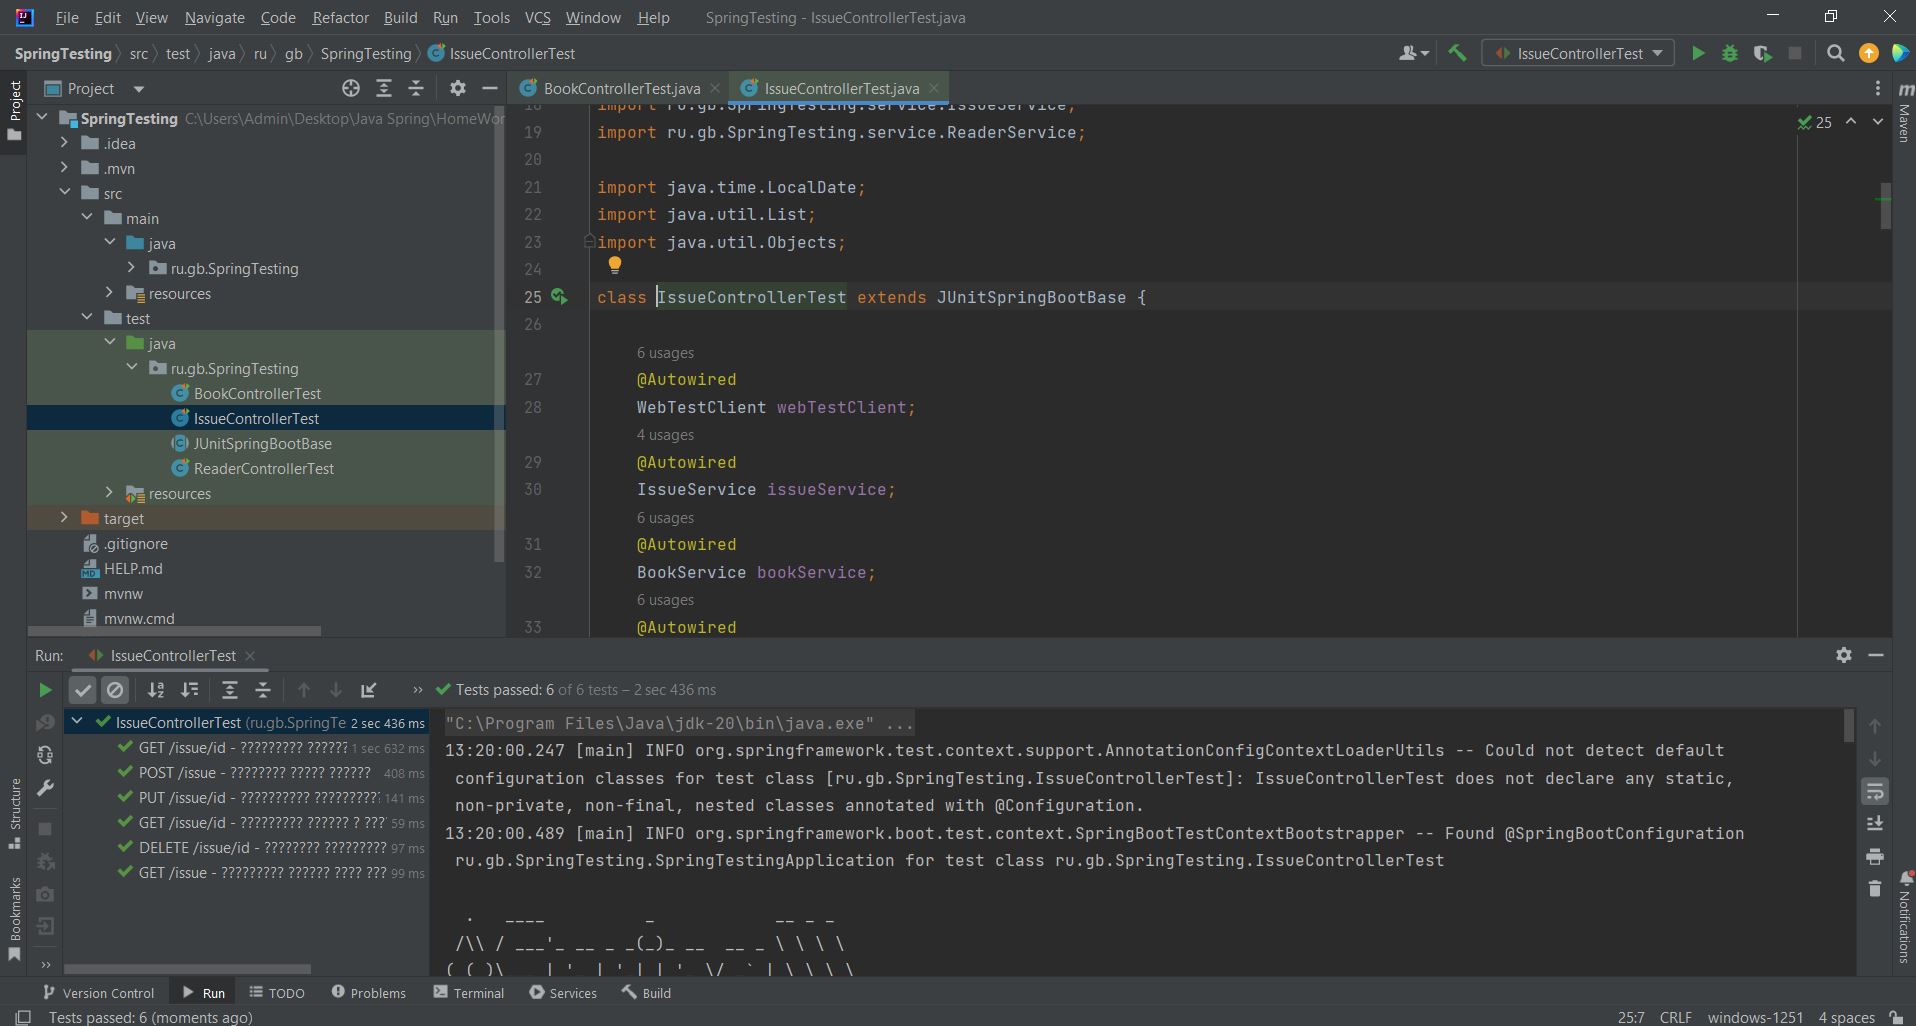 File Edit View Navigate Code Refactor Build Run Tools VCS Window Help SpringTesting - IssueControllerTest.java
SpringTesting src test java ru gb SpringTesting IssueControllerTest
IssueControllerTest
Project
Project
SpringTesting C:\Users\Admin\Desktop\Java Spring\HomeWor
.idea
.mvn
src
main
java
ru.gb.SpringTesting
resources
test
java
ru.gb.SpringTesting
BookControllerTest
IssueControllerTest
JUnitSpringBootBase
ReaderControllerTest
resources
target
.gitignore
HELP.md
mvnw
mvnw.cmd
BookControllerTest.java IssueControllerTest.java
25
18 import ru.gb.SpringTesting.service.IssueService;
19 import ru.gb.SpringTesting.service.ReaderService;
20
21 import java.time.LocalDate;
22 import java.util.List;
23 import java.util.Objects;
24
25 class IssueControllerTest extends JUnitSpringBootBase {
26
6 usages
27 @Autowired
28 WebTestClient webTestClient;
4 usages
29 @Autowired
30 IssueService issueService;
6 usages
31 @Autowired
32 BookService bookService;
6 usages
33 @Autowired
Maven
Notifications
Structure
Bookmarks
Run: IssueControllerTest
Tests passed: 6 of 6 tests – 2 sec 436 ms
IssueControllerTest (ru.gb.SpringTe 2 sec 436 ms
GET /issue/id - ????????? ?????? 1 sec 632 ms
POST /issue - ???????? ????? ?????? 408 ms
PUT /issue/id - ?????????? ?????????? 141 ms
GET /issue/id - ????????? ?????? ? ??? 59 ms
DELETE /issue/id - ???????? ????????? 97 ms
GET /issue - ????????? ?????? ???? ??? 99 ms
"C:\Program Files\Java\jdk-20\bin\java.exe" ...
13:20:00.247 [main] INFO org.springframework.test.context.support.AnnotationConfigContextLoaderUtils -- Could not detect default
configuration classes for test class [ru.gb.SpringTesting.IssueControllerTest]: IssueControllerTest does not declare any static,
non-private, non-final, nested classes annotated with @Configuration.
13:20:00.489 [main] INFO org.springframework.boot.test.context.SpringBootTestContextBootstrapper -- Found @SpringBootConfiguration
ru.gb.SpringTesting.SpringTestingApplication for test class ru.gb.SpringTesting.IssueControllerTest
Version Control Run TODO Problems Terminal Services Build
Tests passed: 6 (moments ago)
25:7 CRLF windows-1251 4 spaces